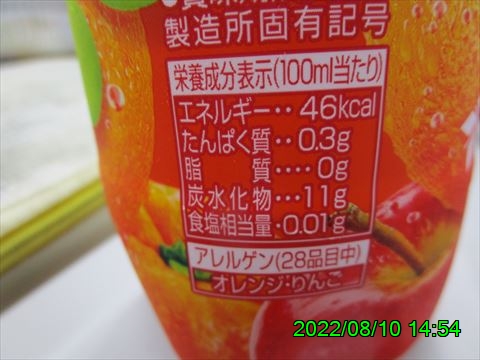 製造所固有記号
栄養成分表示(100ml当たり)
エネルギー‥46kcal
たんぱく質‥0.3g
脂　　質‥‥0g
炭水化物‥11g
食塩相当量‥0.01g
アレルゲン(28品目中)
オレンジ・りんご
2022/08/10 14:54